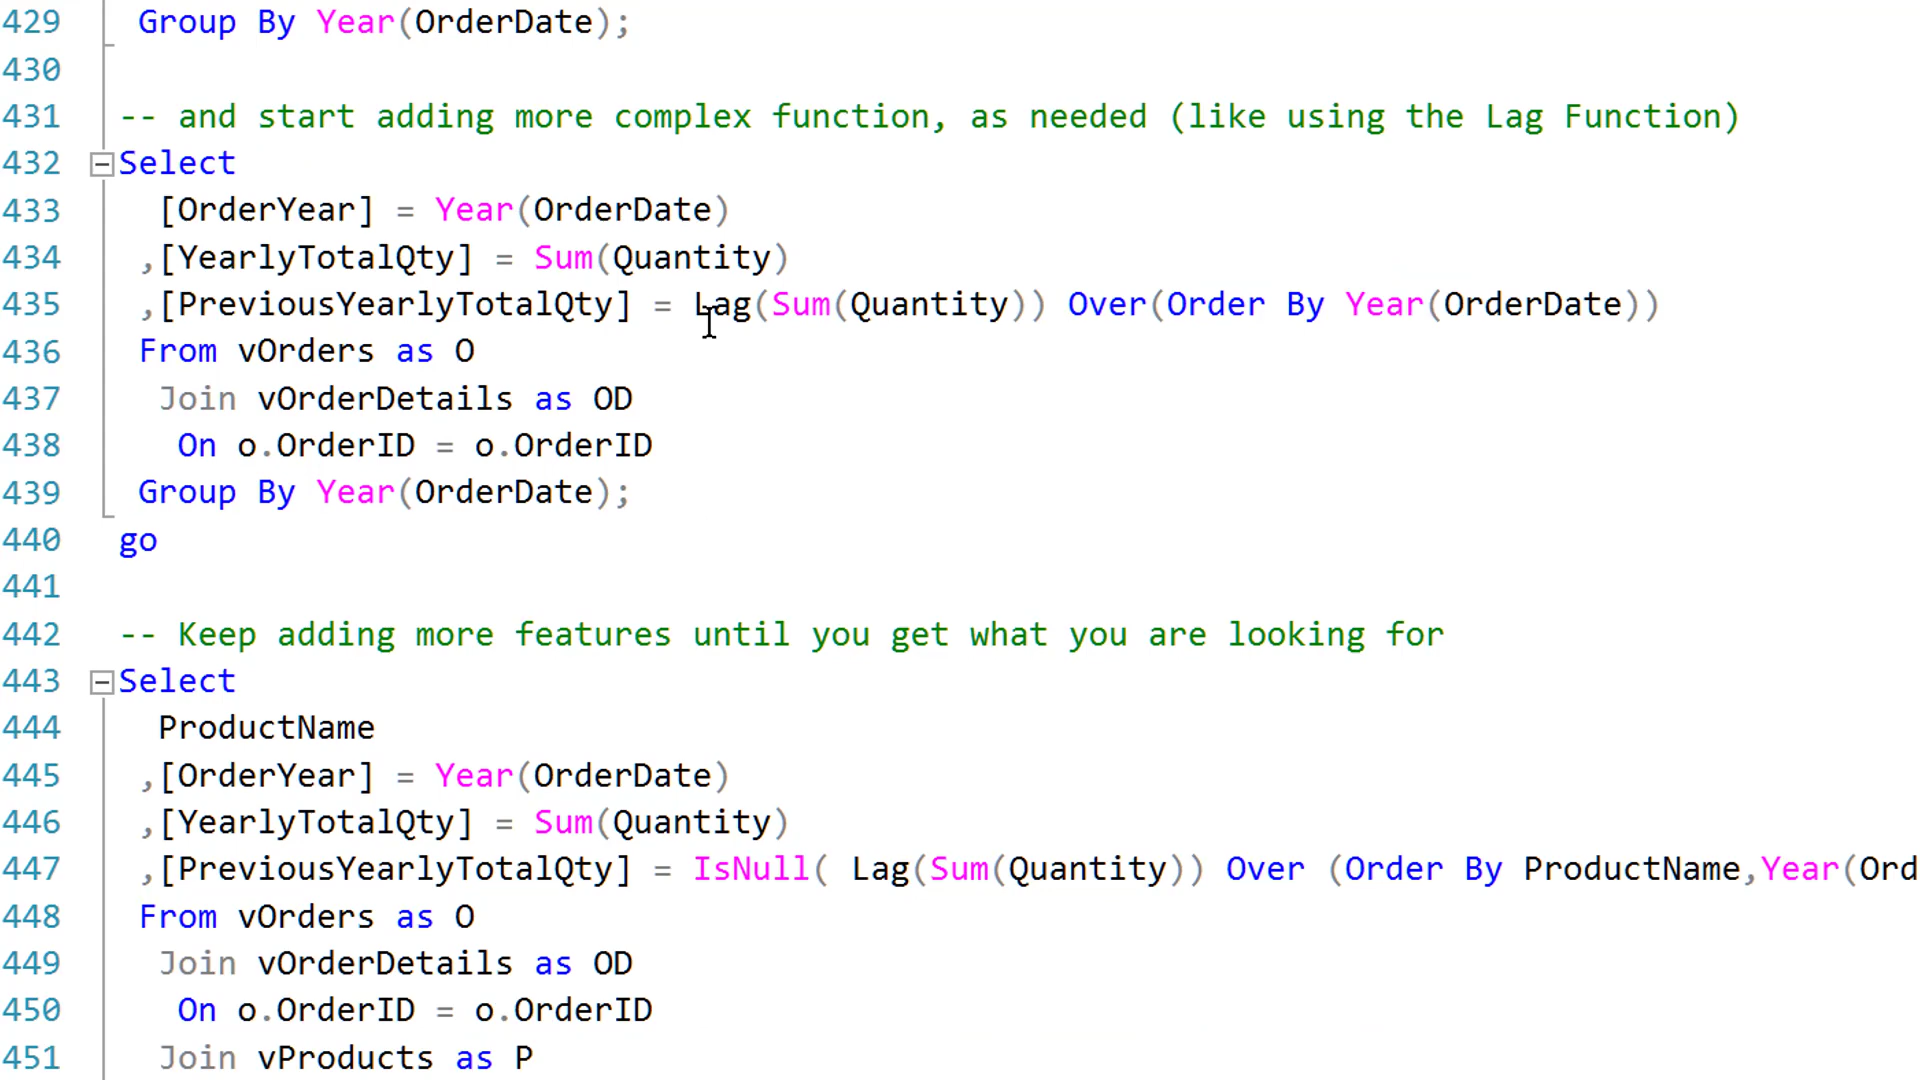 429 Group By Year(OrderDate);
430
431 -- and start adding more complex function, as needed (like using the Lag Function)
432 Select
433 [OrderYear] = Year(OrderDate)
434 ,[YearlyTotalQty] = Sum(Quantity)
435 ,[PreviousYearlyTotalQty] = Lag(Sum(Quantity)) Over(Order By Year(OrderDate))
436 From vOrders as O
437 Join vOrderDetails as OD
438 On o.OrderID = o.OrderID
439 Group By Year(OrderDate);
440 go
441
442 -- Keep adding more features until you get what you are looking for
443 Select
444 ProductName
445 ,[OrderYear] = Year(OrderDate)
446 ,[YearlyTotalQty] = Sum(Quantity)
447 ,[PreviousYearlyTotalQty] = IsNull( Lag(Sum(Quantity)) Over (Order By ProductName,Year(Ord
448 From vOrders as O
449 Join vOrderDetails as OD
450 On o.OrderID = o.OrderID
451 Join vProducts as P